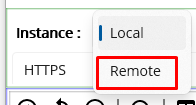 Instance :
Local
HTTPS
Remote